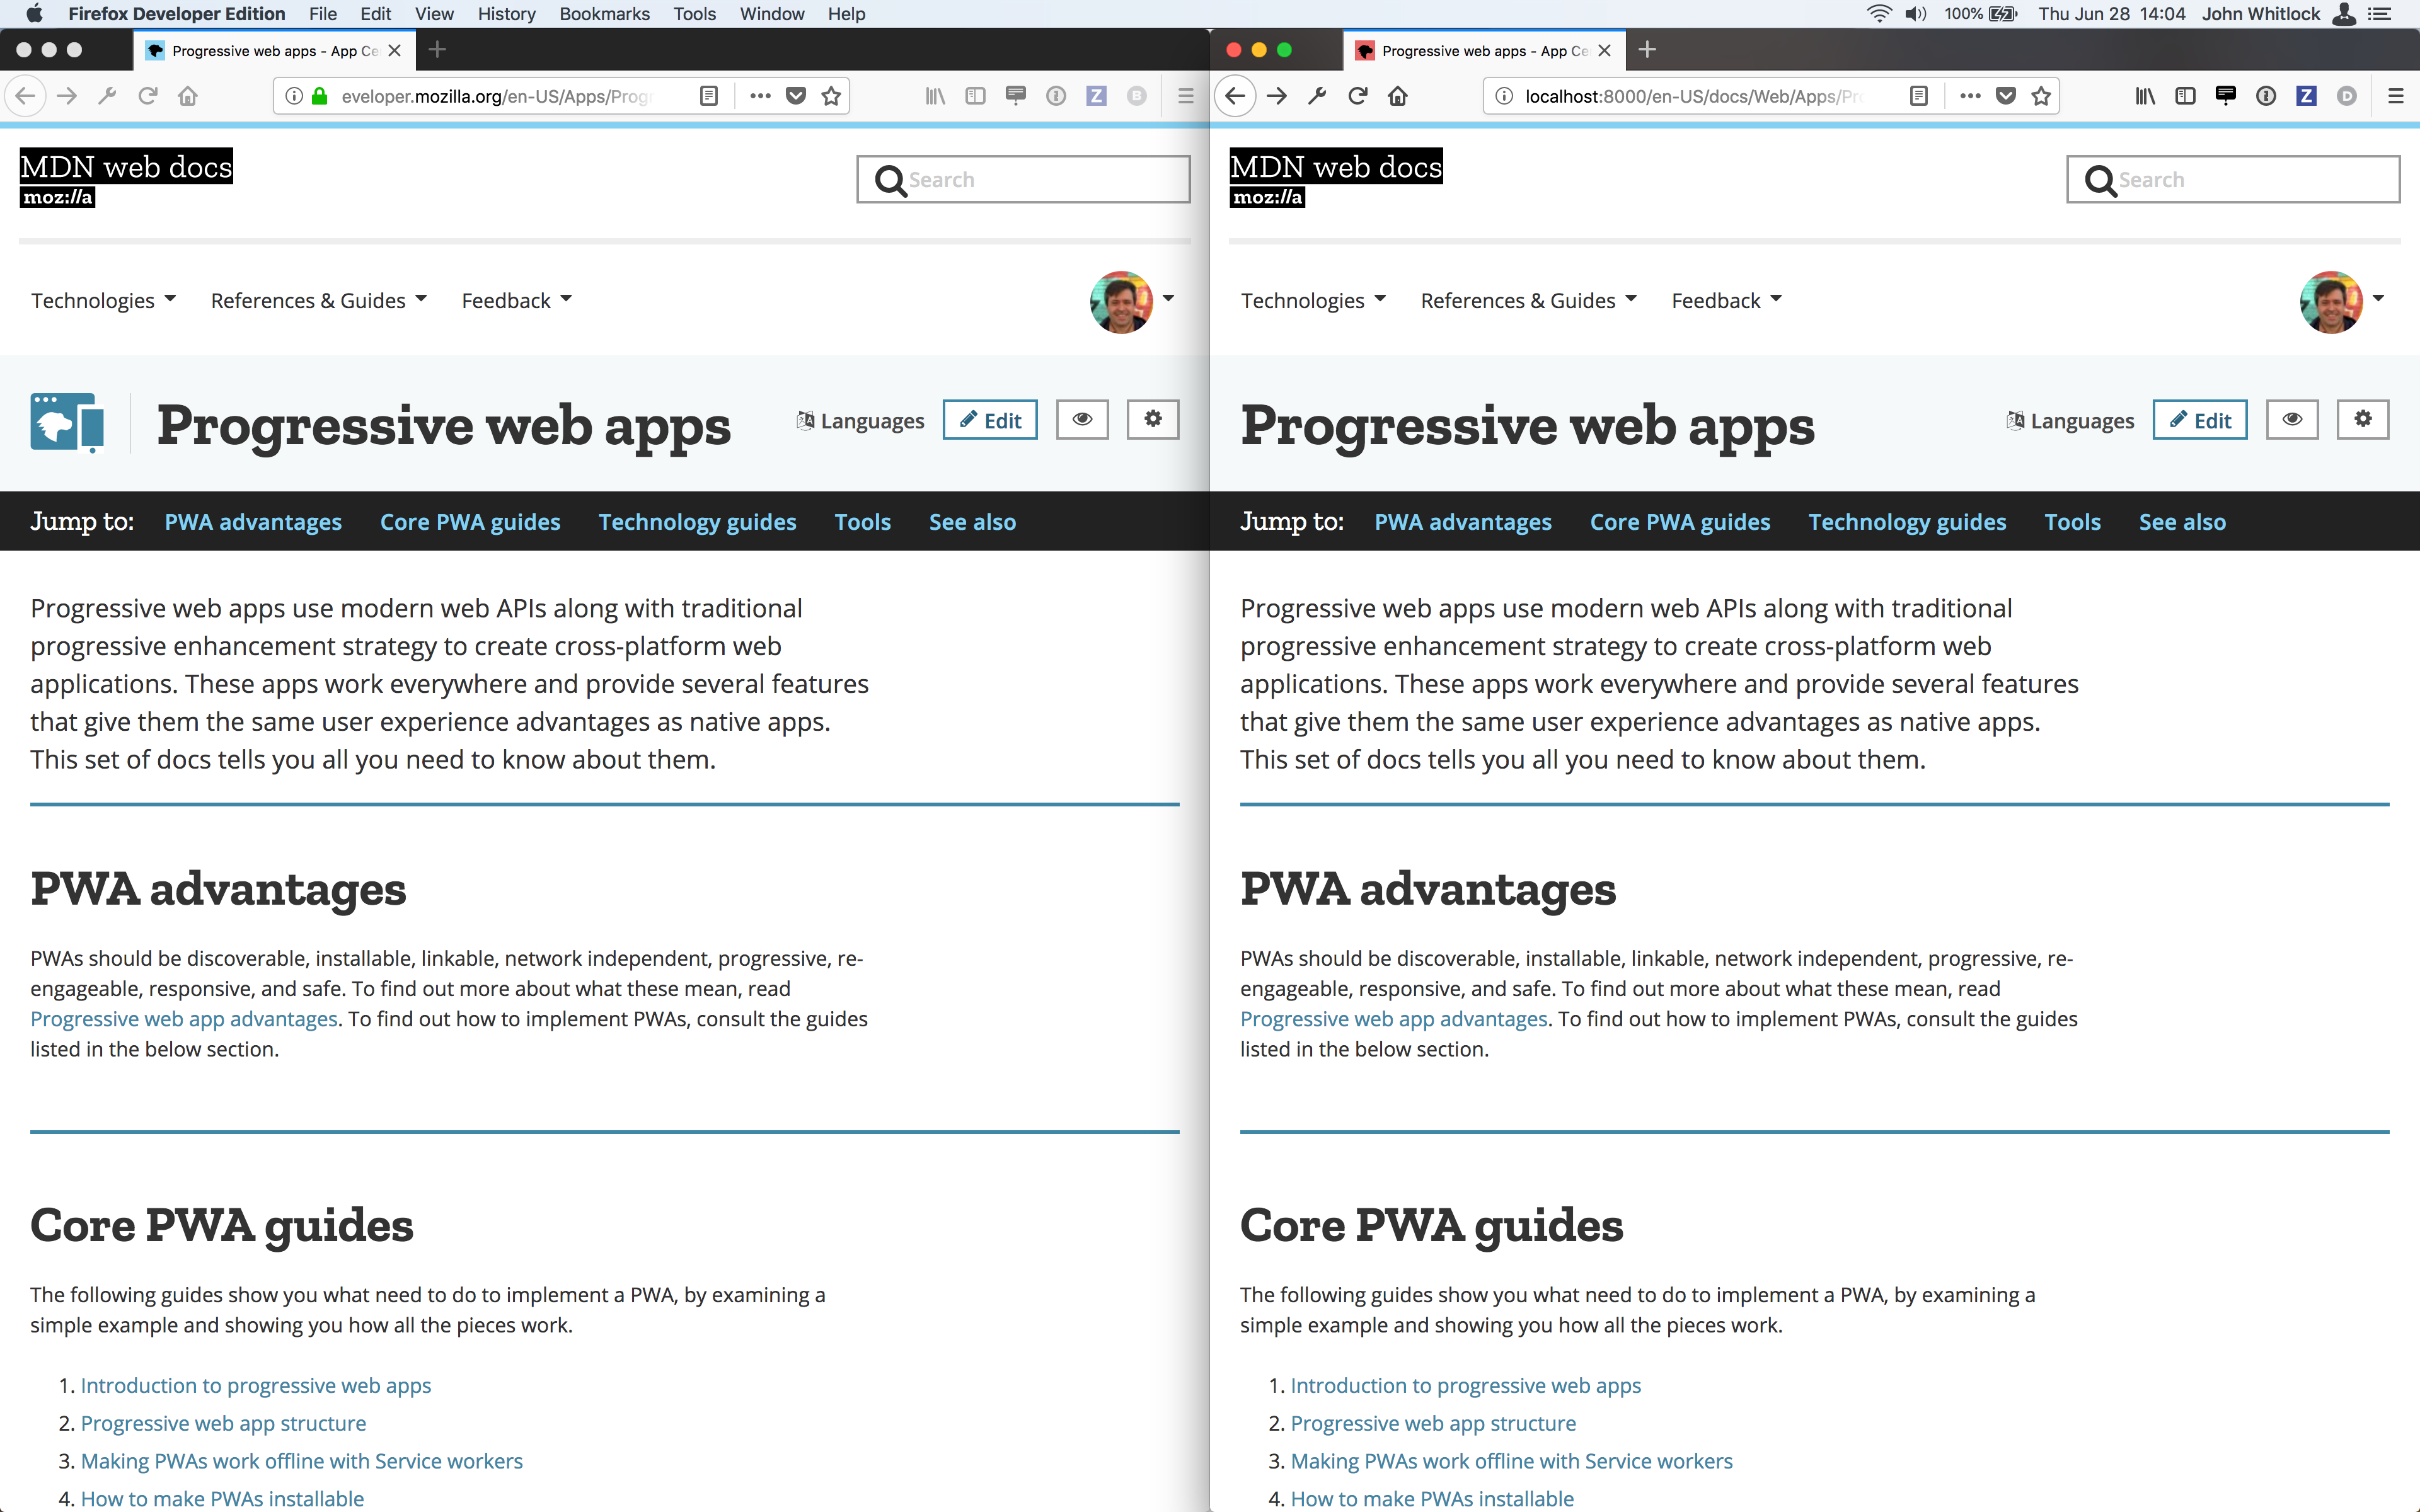 Firefox Developer Edition File Edit View History Bookmarks Tools Window Help 100% Thu Jun 28 14:04 John Whitlock
Progressive web apps - App Ce
eveloper.mozilla.org/en-US/Apps/Prog
Z B
MDN web docs
moz://a
Search
Technologies References & Guides Feedback
Progressive web apps
Languages Edit
Jump to: PWA advantages Core PWA guides Technology guides Tools See also
Progressive web apps use modern web APIs along with traditional
progressive enhancement strategy to create cross-platform web
applications. These apps work everywhere and provide several features
that give them the same user experience advantages as native apps.
This set of docs tells you all you need to know about them.
PWA advantages
PWAs should be discoverable, installable, linkable, network independent, progressive, re-
engageable, responsive, and safe. To find out more about what these mean, read
Progressive web app advantages. To find out how to implement PWAs, consult the guides
listed in the below section.
Core PWA guides
The following guides show you what need to do to implement a PWA, by examining a
simple example and showing you how all the pieces work.
1. Introduction to progressive web apps
2. Progressive web app structure
3. Making PWAs work offline with Service workers
4. How to make PWAs installable
Progressive web apps - App Ce
localhost:8000/en-US/docs/Web/Apps/Pr
Z D
MDN web docs
moz://a
Search
Technologies References & Guides Feedback
Progressive web apps
Languages Edit
Jump to: PWA advantages Core PWA guides Technology guides Tools See also
Progressive web apps use modern web APIs along with traditional
progressive enhancement strategy to create cross-platform web
applications. These apps work everywhere and provide several features
that give them the same user experience advantages as native apps.
This set of docs tells you all you need to know about them.
PWA advantages
PWAs should be discoverable, installable, linkable, network independent, progressive, re-
engageable, responsive, and safe. To find out more about what these mean, read
Progressive web app advantages. To find out how to implement PWAs, consult the guides
listed in the below section.
Core PWA guides
The following guides show you what need to do to implement a PWA, by examining a
simple example and showing you how all the pieces work.
1. Introduction to progressive web apps
2. Progressive web app structure
3. Making PWAs work offline with Service workers
4. How to make PWAs installable